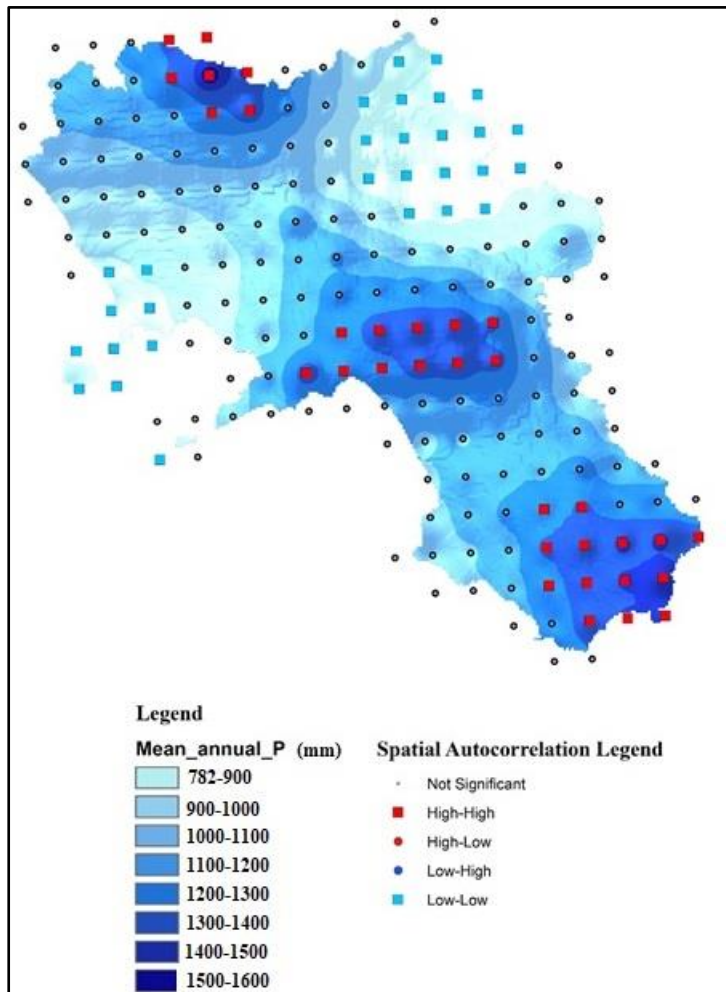 Legend
Mean_annual_P (mm)
782-900
900-1000
1000-1100
1100-1200
1200-1300
1300-1400
1400-1500
1500-1600
Spatial Autocorrelation Legend
Not Significant
High-High
High-Low
Low-High
Low-Low